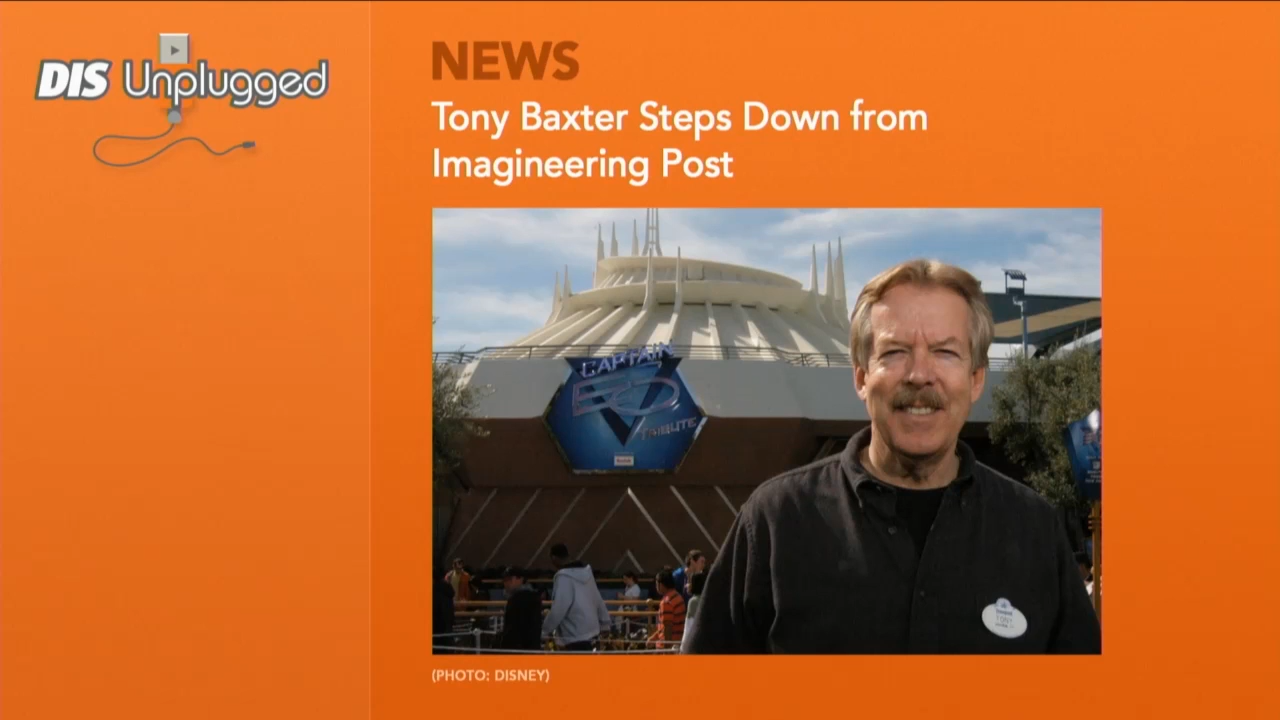 DIS Unplugged
NEWS
Tony Baxter Steps Down from
Imagineering Post
CAPTAIN
EO
TRIBUTE
TONY
(PHOTO: DISNEY)